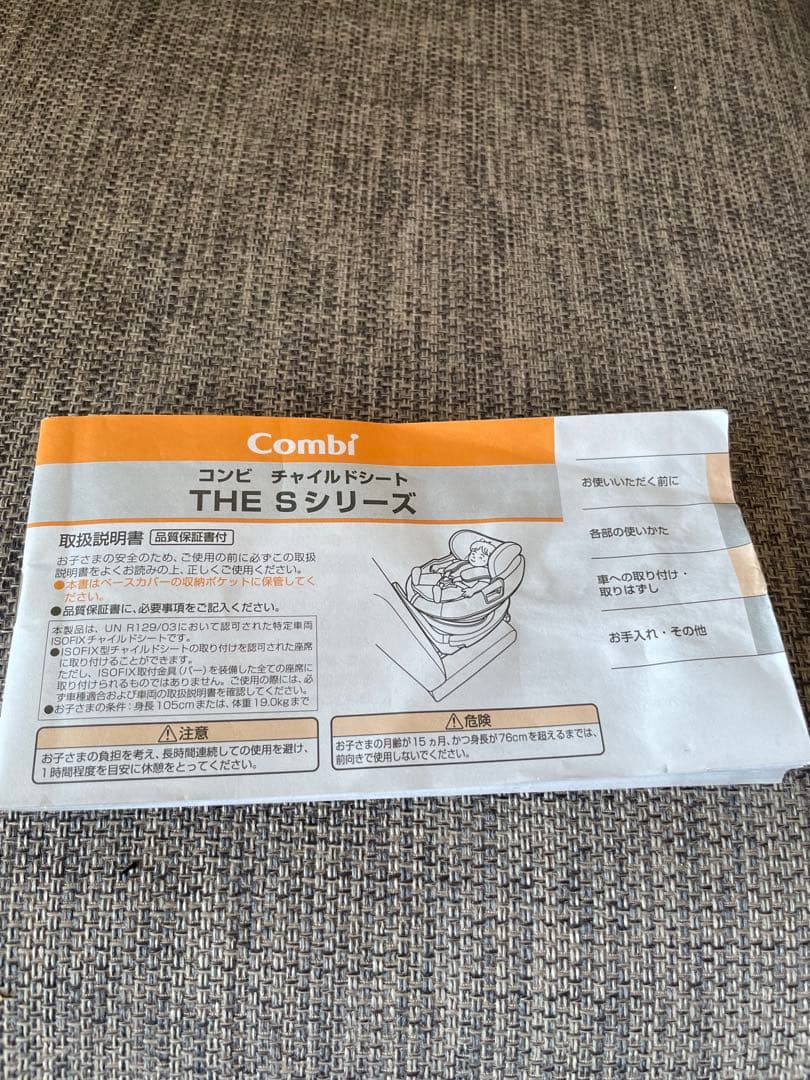 Combi
コンビ チャイルドシート
THE Sシリーズ
取扱説明書 品質保証書付
お子さまの安全のため、ご使用の前に必ずこの取扱
説明書をよくお読みの上、正しくご使用ください。
●本書はベースカバーの収納ポケットに保管してく
ださい。
●品質保証書に、必要事項をご記入ください。
本製品は、UN R129/03において認可された特定車両
ISOFIXチャイルドシートです。
●ISOFIX型チャイルドシートの取り付けを認可された座席
に取り付けることができます。
ただし、ISOFIX取付金具(バー)を装備した全ての座席に
取り付けられるものではありません。ご使用の際には、必
ず車種適合および車両の取扱説明書を確認してください。
●お子さまの条件:身長105cmまたは、体重19.0kgまで
⚠注意
お子さまの負担を考え、長時間連続しての使用を避け、
1時間程度を目安に休憩をとってください。
⚠危険
お子さまの月齢が15ヵ月、かつ身長が76cmを超えるまでは、
前向きで使用しないでください。
お使いいただく前に
各部の使いかた
車への取り付け・
取りはずし
お手入れ・その他